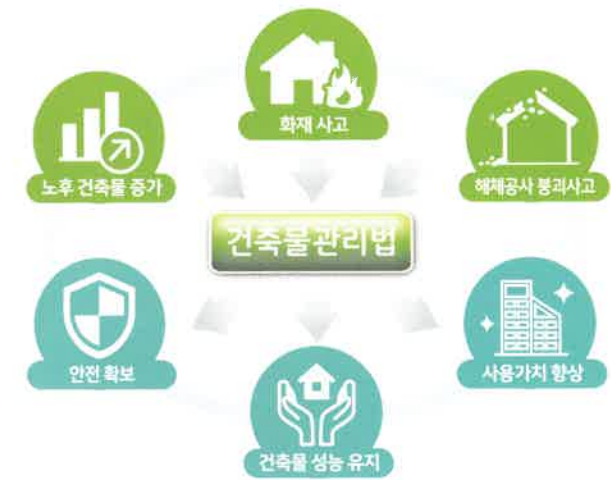 화재 사고
노후 건축물 증가
해체공사 붕괴사고
건축물관리법
안전 확보
사용가치 향상
건축물 성능 유지